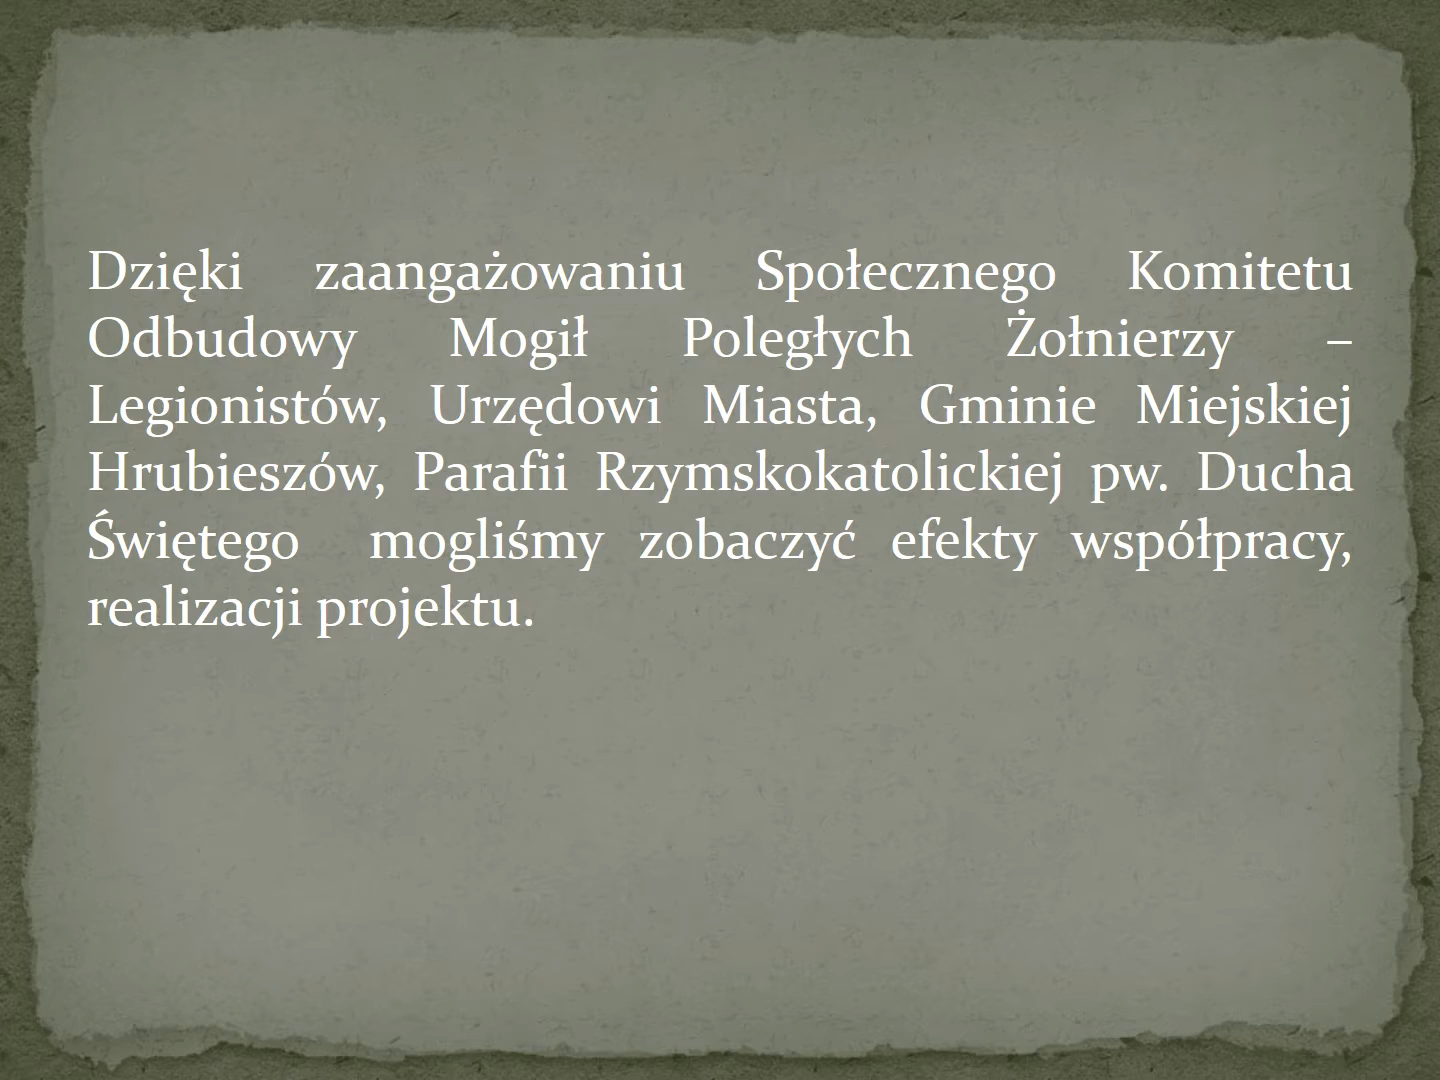 Dzięki zaangażowaniu Społecznego Komitetu
Odbudowy Mogił Poległych Żołnierzy –
Legionistów, Urzędowi Miasta, Gminie Miejskiej
Hrubieszów, Parafii Rzymskokatolickiej pw. Ducha
Świętego mogliśmy zobaczyć efekty współpracy,
realizacji projektu.